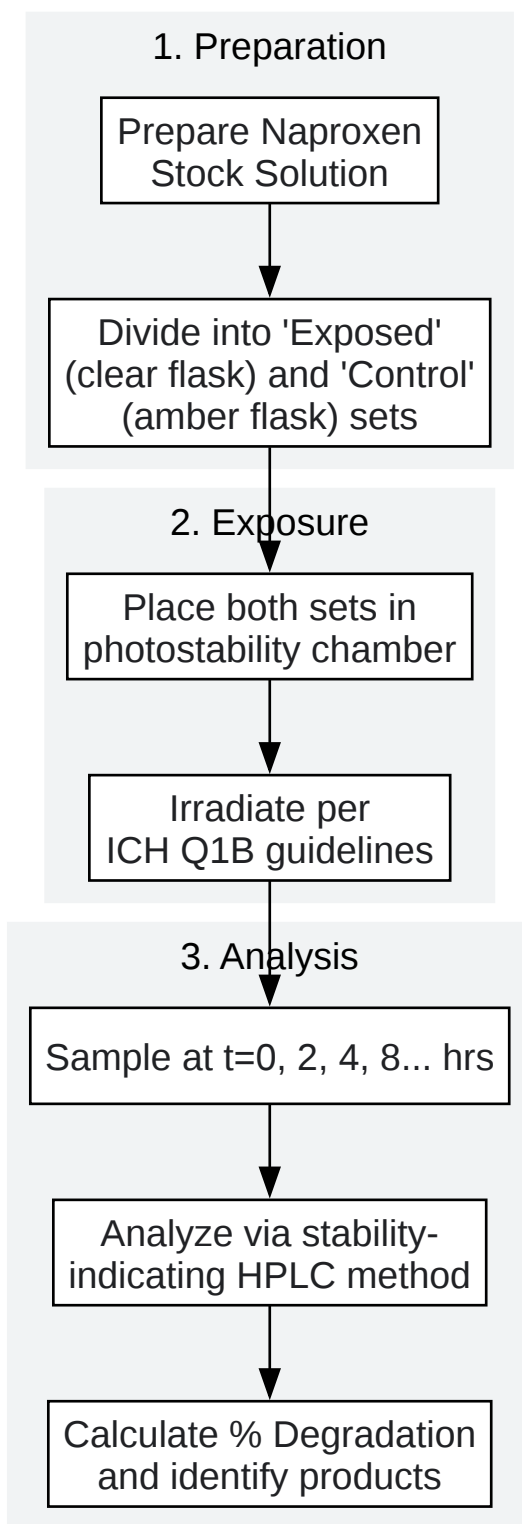 1. Preparation
Prepare Naproxen
Stock Solution
Divide into 'Exposed'
(clear flask) and 'Control'
(amber flask) sets
2. Exposure
Place both sets in
photostability chamber
Irradiate per
ICH Q1B guidelines
3. Analysis
Sample at t=0, 2, 4, 8... hrs
Analyze via stability-
indicating HPLC method
Calculate % Degradation
and identify products